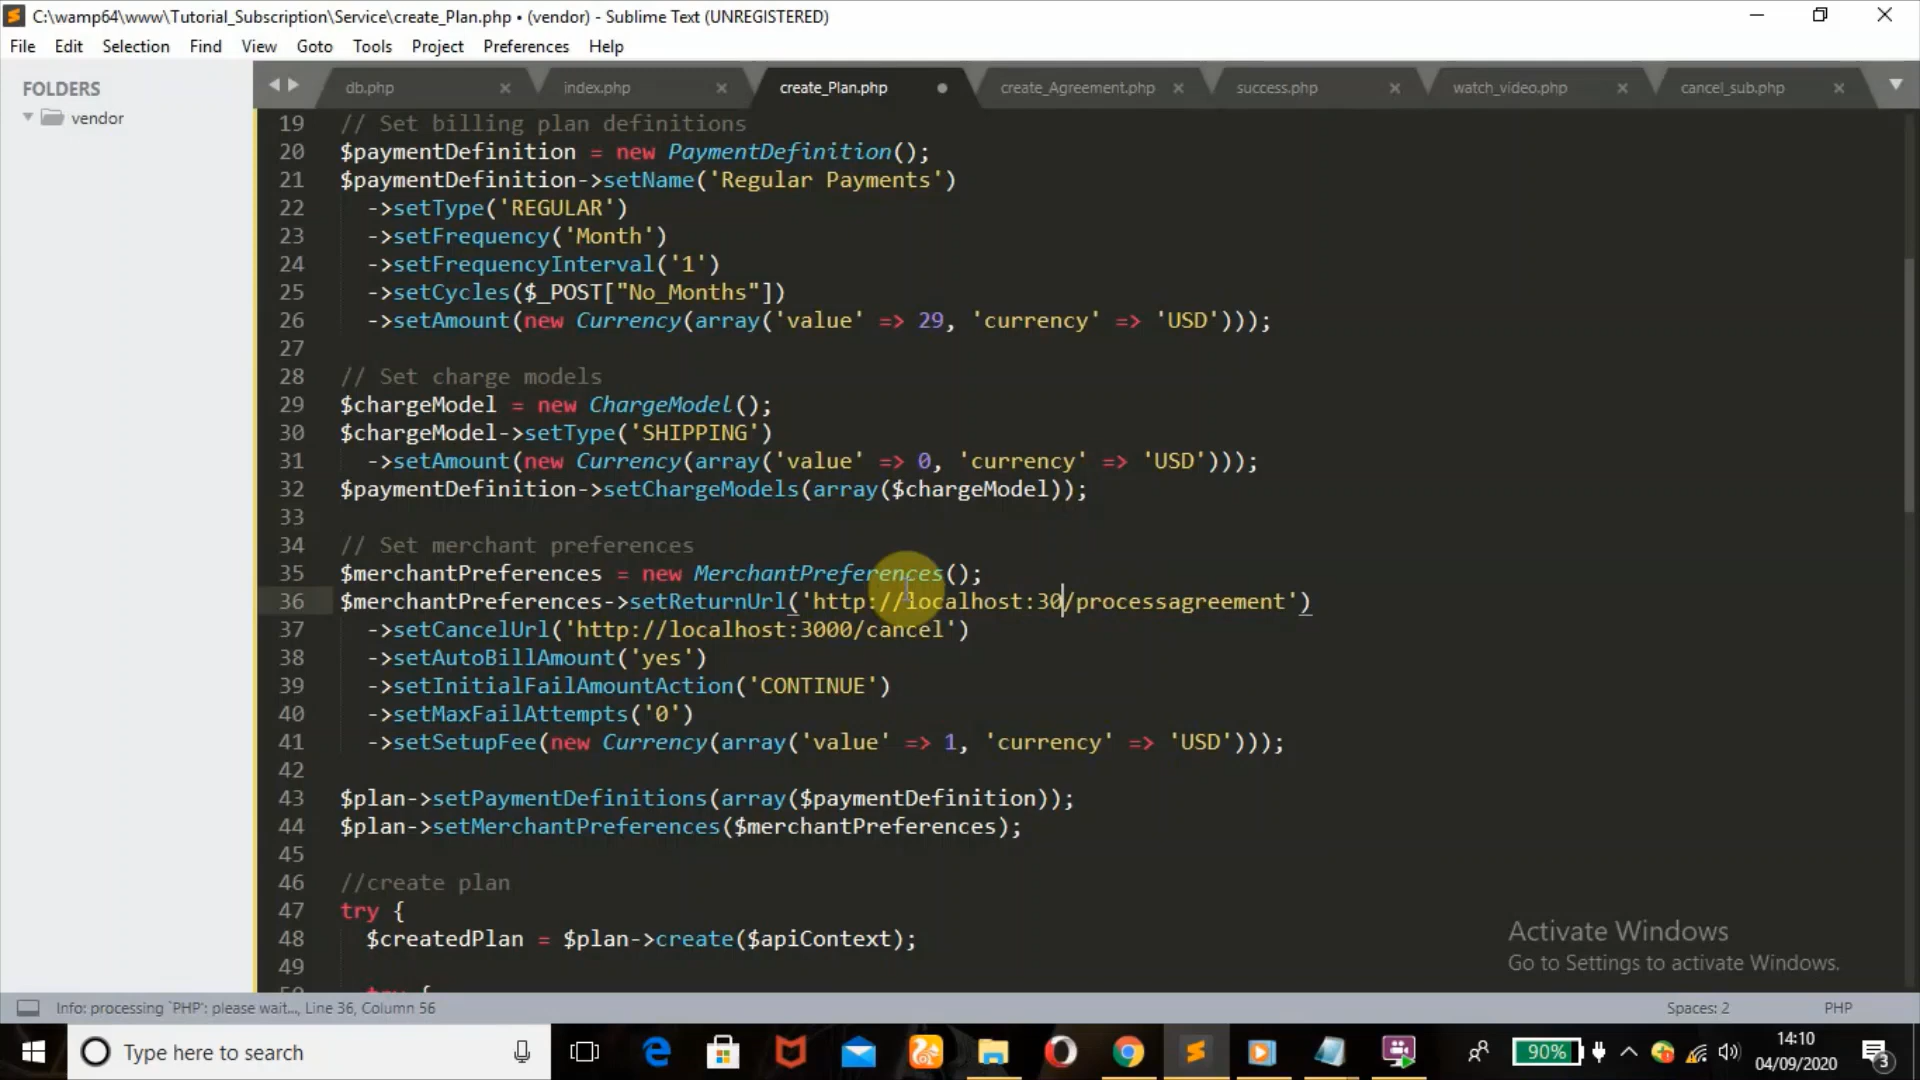 C:\wamp64\www\Tutorial_Subscription\Service\create_Plan.php • (vendor) - Sublime Text (UNREGISTERED)
File Edit Selection Find View Goto Tools Project Preferences Help
FOLDERS
vendor
db.php index.php create_Plan.php create_Agreement.php success.php watch_video.php cancel_sub.php
19 // Set billing plan definitions
20 $paymentDefinition = new PaymentDefinition();
21 $paymentDefinition->setName('Regular Payments')
22 ->setType('REGULAR')
23 ->setFrequency('Month')
24 ->setFrequencyInterval('1')
25 ->setCycles($_POST["No_Months"])
26 ->setAmount(new Currency(array('value' => 29, 'currency' => 'USD')));
27
28 // Set charge models
29 $chargeModel = new ChargeModel();
30 $chargeModel->setType('SHIPPING')
31 ->setAmount(new Currency(array('value' => 0, 'currency' => 'USD')));
32 $paymentDefinition->setChargeModels(array($chargeModel));
33
34 // Set merchant preferences
35 $merchantPreferences = new MerchantPreferences();
36 $merchantPreferences->setReturnUrl('http://localhost:30/processagreement')
37 ->setCancelUrl('http://localhost:3000/cancel')
38 ->setAutoBillAmount('yes')
39 ->setInitialFailAmountAction('CONTINUE')
40 ->setMaxFailAttempts('0')
41 ->setSetupFee(new Currency(array('value' => 1, 'currency' => 'USD')));
42
43 $plan->setPaymentDefinitions(array($paymentDefinition));
44 $plan->setMerchantPreferences($merchantPreferences);
45
46 //create plan
47 try {
48 $createdPlan = $plan->create($apiContext);
49
Activate Windows
Go to Settings to activate Windows.
Info: processing `PHP': please wait…, Line 36, Column 56 Spaces: 2 PHP
Type here to search
90%
14:10
04/09/2020
3